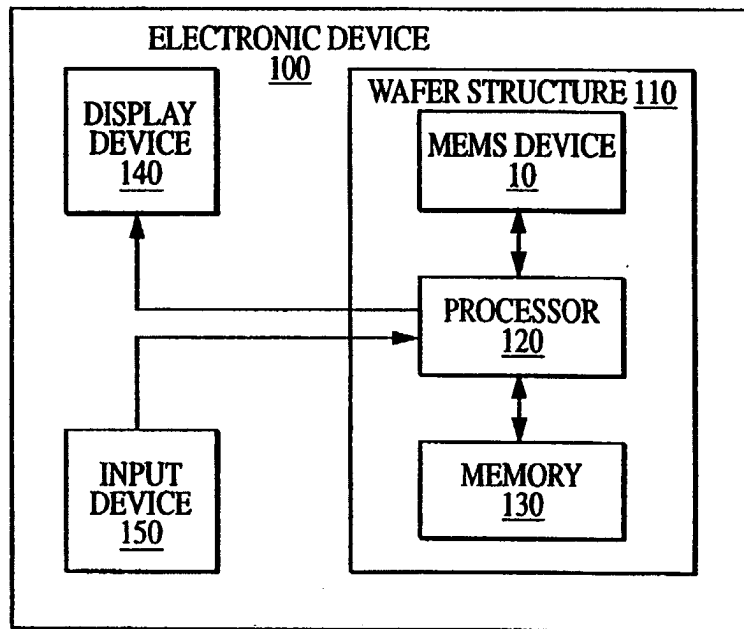 ELECTRONIC DEVICE
100
DISPLAY
DEVICE
140
WAFER STRUCTURE 110
MEMS DEVICE
10
PROCESSOR
120
INPUT
DEVICE
150
MEMORY
130